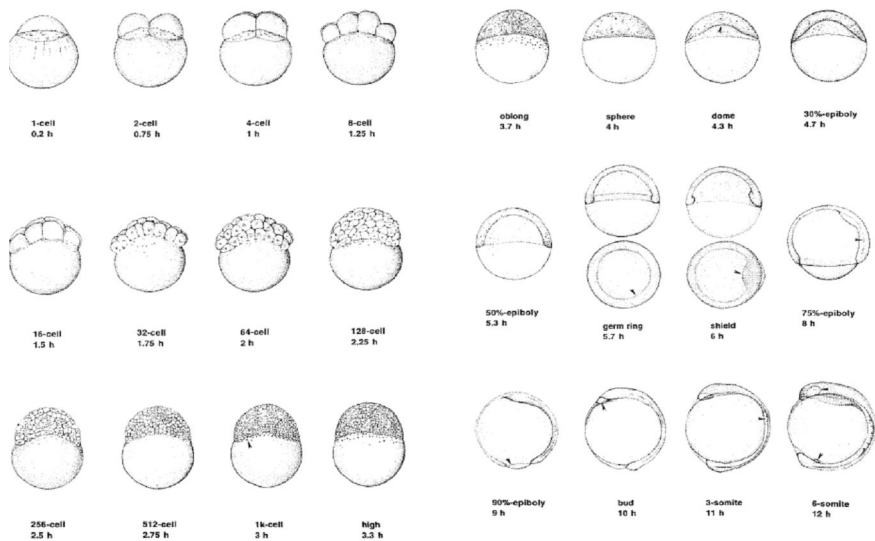 1-cell
0.2 h
2-cell
0.75 h
4-cell
1 h
8-cell
1.25 h
16-cell
1.5 h
32-cell
1.75 h
64-cell
2 h
128-cell
2.25 h
256-cell
2.5 h
512-cell
2.75 h
1k-cell
3 h
high
3.3 h
oblong
3.7 h
sphere
4 h
dome
4.3 h
30%-epiboly
4.7 h
50%-epiboly
5.3 h
germ ring
5.7 h
shield
6 h
75%-epiboly
8 h
90%-epiboly
9 h
bud
10 h
3-somite
11 h
6-somite
12 h